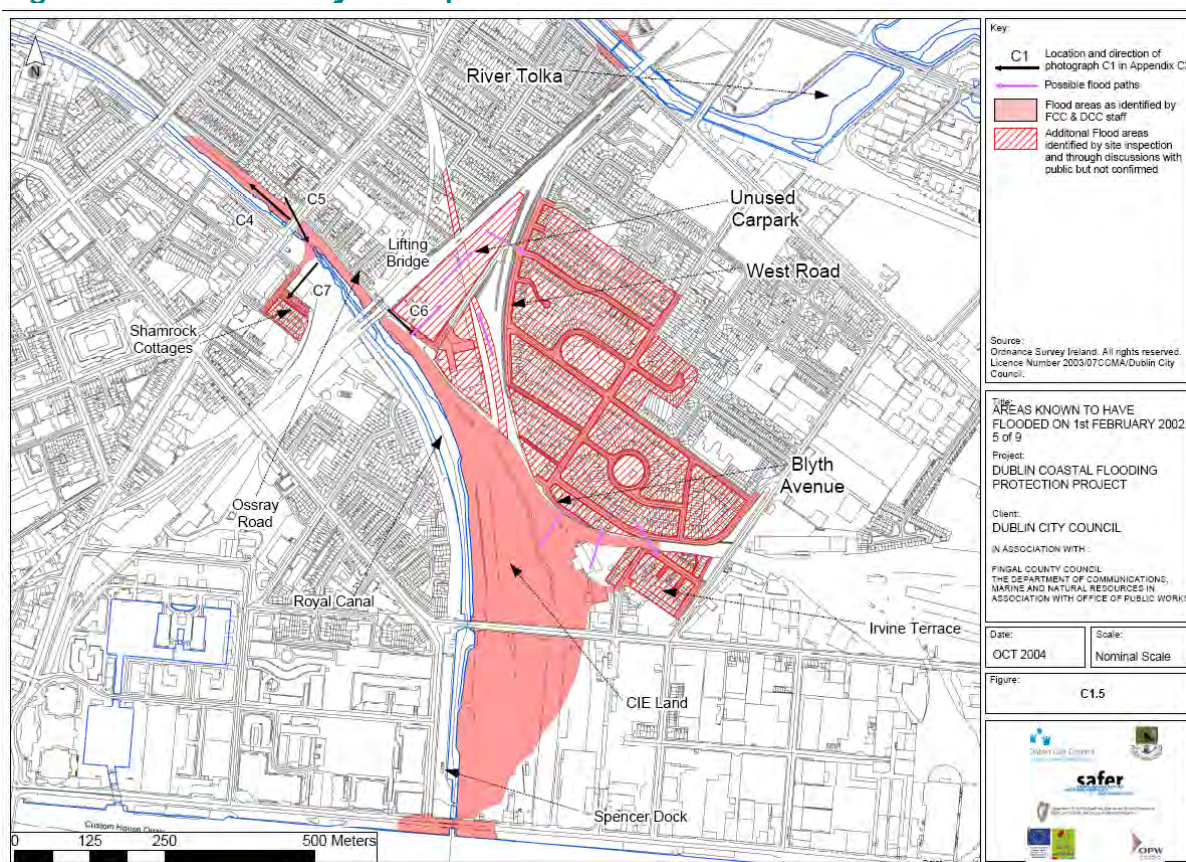 N
River Tolka
Unused
Carpark
West Road
C5
C4
Lifting
Bridge
C7
C6
Shamrock
Cottages
Ossray
Road
Blyth
Avenue
Royal Canal
Irvine Terrace
CIE Land
Spencer Dock
Custom House Quay
0 125 250 500 Meters
Key:
C1 Location and direction of
photograph C1 in Appendix C
Possible flood paths
Flood areas as identified by
FCC & DCC staff
Additonal Flood areas
identified by site inspection
and through discussions with
public but not confirmed
Source:
Ordnance Survey Ireland. All rights reserved.
Licence Number 2003/07CCMA/Dublin City
Council.
Title:
AREAS KNOWN TO HAVE
FLOODED ON 1st FEBRUARY 2002
5 of 9
Project:
DUBLIN COASTAL FLOODING
PROTECTION PROJECT
Client:
DUBLIN CITY COUNCIL
IN ASSOCIATION WITH
FINGAL COUNTY COUNCIL
THE DEPARTMENT OF COMMUNICATIONS,
MARINE AND NATURAL RESOURCES IN
ASSOCIATION WITH OFFICE OF PUBLIC WORKS
Date:
OCT 2004
Scale:
Nominal Scale
Figure:
C1.5
Dublin City Council
safer
OPW